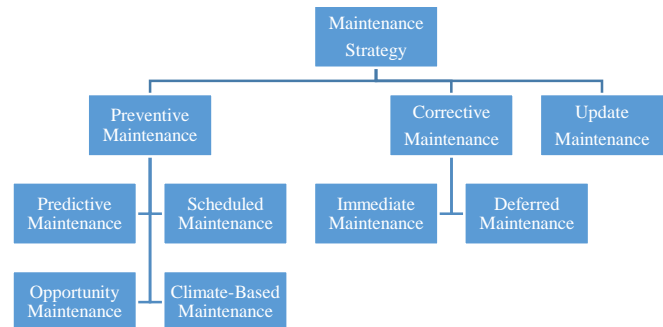 Maintenance
Strategy
Preventive
Maintenance
Corrective
Maintenance
Update
Maintenance
Predictive
Maintenance
Scheduled
Maintenance
Immediate
Maintenance
Deferred
Maintenance
Opportunity
Maintenance
Climate-Based
Maintenance